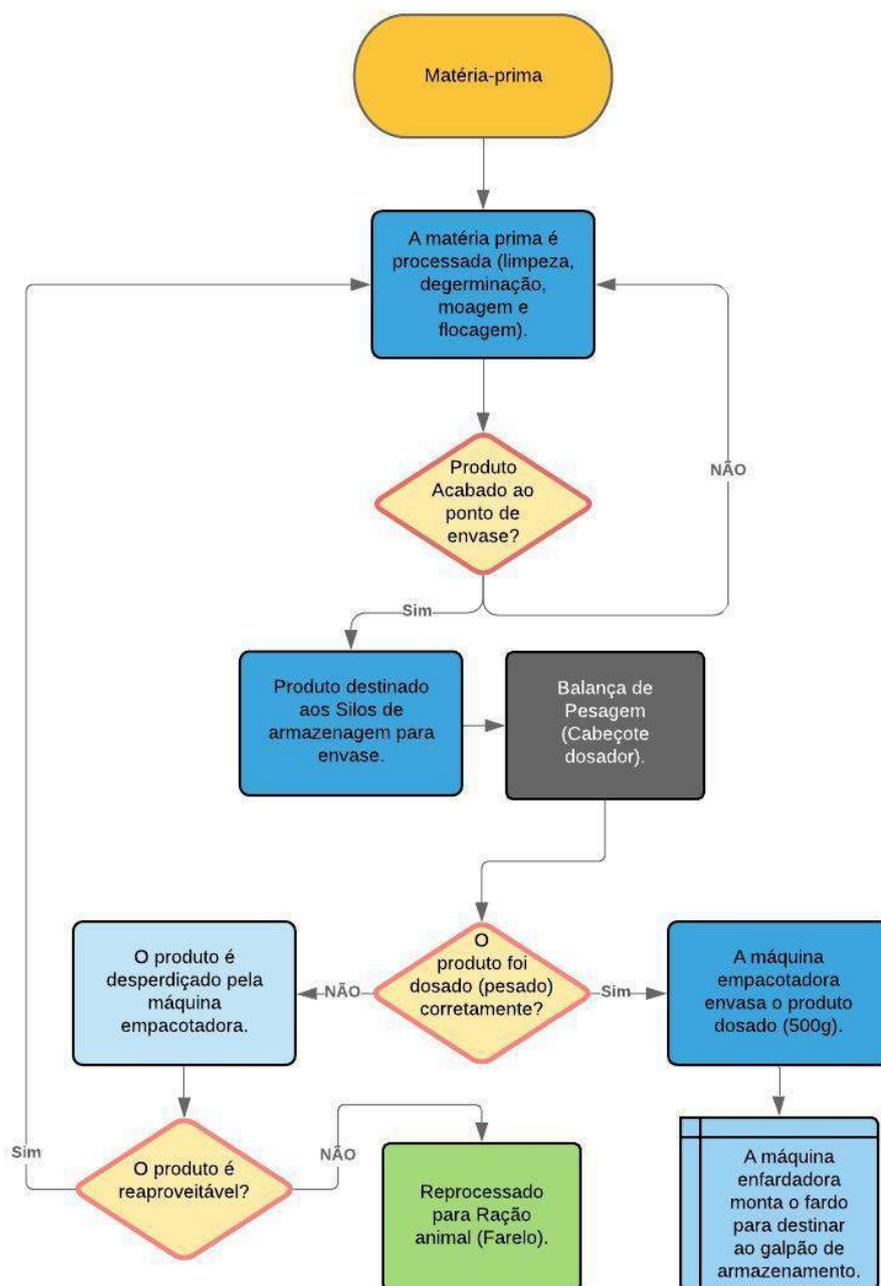 Matéria-prima
A matéria prima é
processada (limpeza,
degerminação,
moagem e
flocagem).
Produto
Acabado ao
ponto de
envase?
NÃO
Sim
Produto destinado
aos Silos de
armazenagem para
envase.
Balança de
Pesagem
(Cabeçote
dosador).
O
produto foi
dosado (pesado)
corretamente?
NÃO
Sim
O produto é
desperdiçado pela
máquina
empacotadora.
A máquina
empacotadora
envasa o produto
dosado (500g).
O produto é
reaproveitável?
Sim
NÃO
Reprocessado
para Ração
animal (Farelo).
A máquina
enfardadora
monta o fardo
para destinar
ao galpão de
armazenamento.